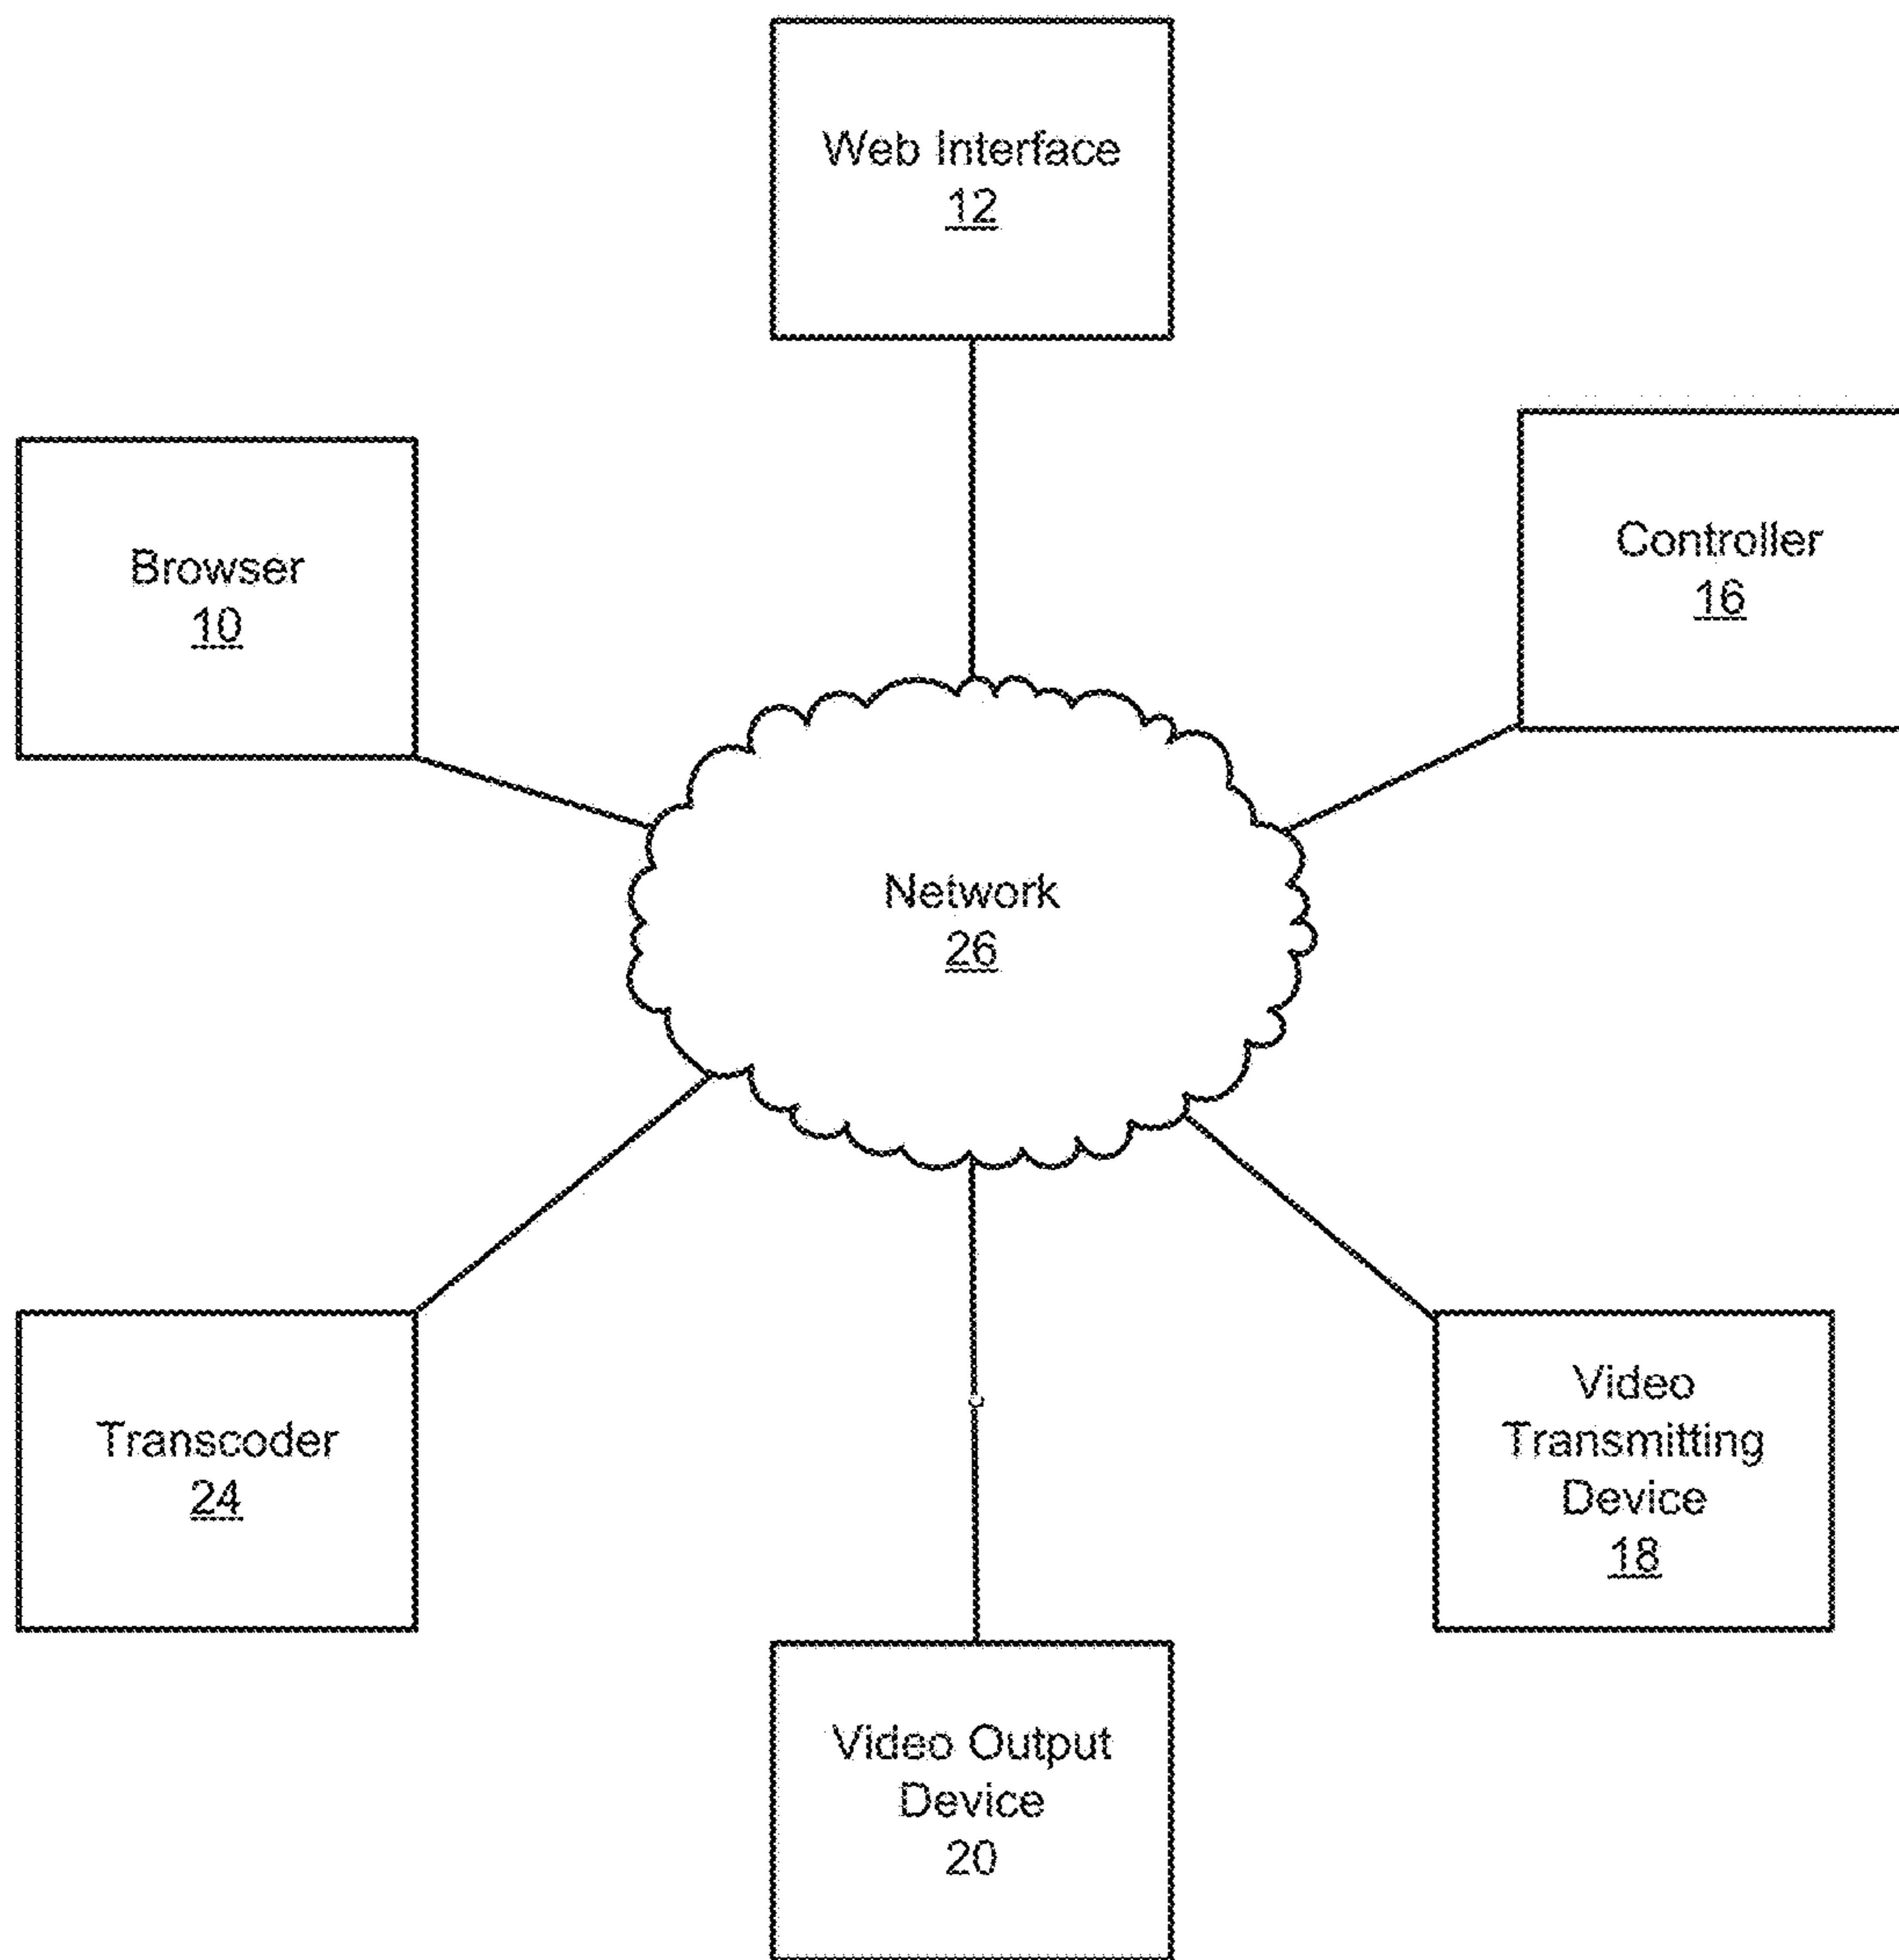 Web Interface
12
Browser
10
Controller
16
Network
26
Transcoder
24
Video
Transmitting
Device
18
Video Output
Device
20